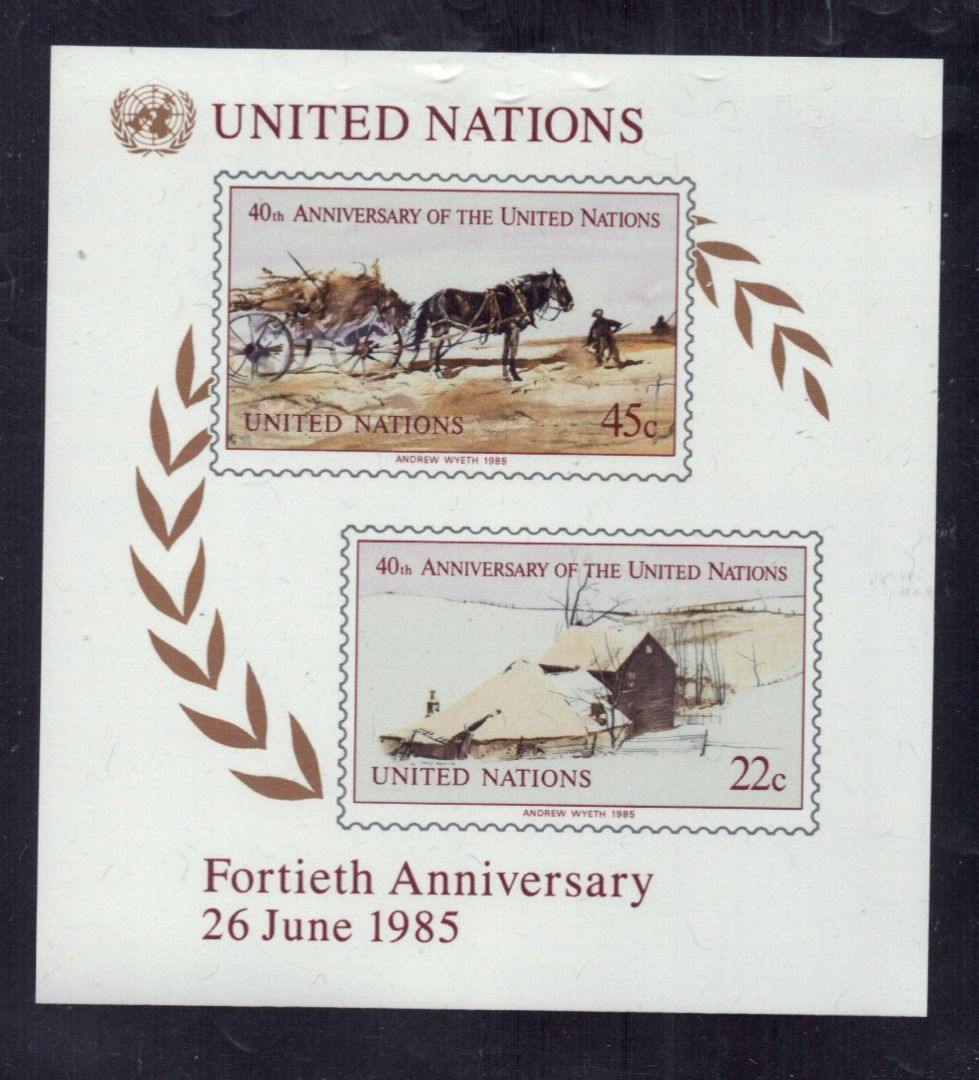 UNITED NATIONS
40th ANNIVERSARY OF THE UNITED NATIONS
UNITED NATIONS 45c
ANDREW WYETH 1985
40th ANNIVERSARY OF THE UNITED NATIONS
UNITED NATIONS 22c
ANDREW WYETH 1985
Fortieth Anniversary
26 June 1985